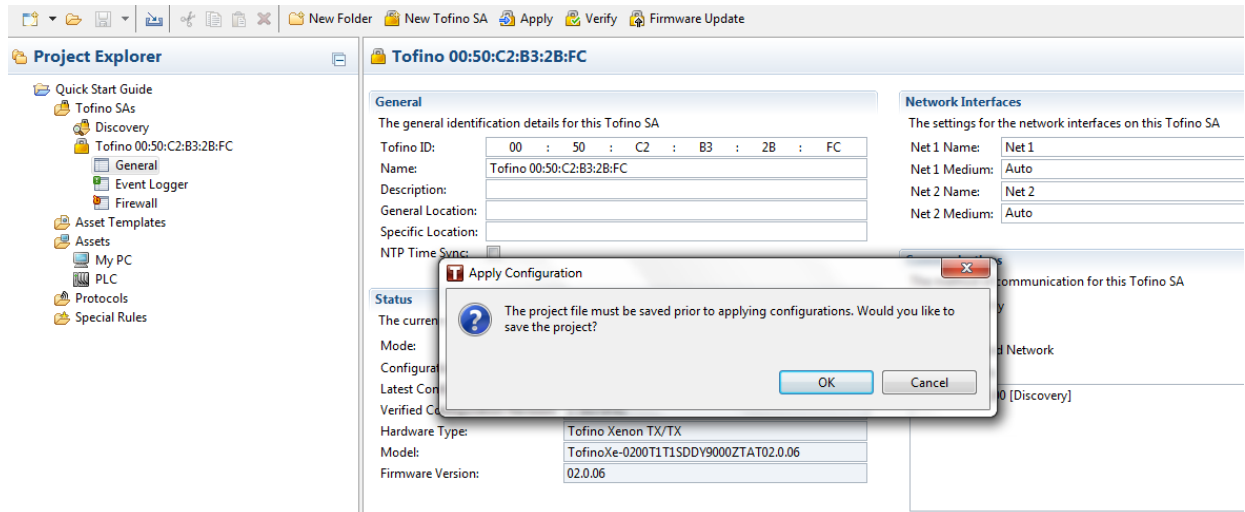 New Folder New Tofino SA Apply Verify Firmware Update
Project Explorer
Quick Start Guide
Tofino SAs
Discovery
Tofino 00:50:C2:B3:2B:FC
General
Event Logger
Firewall
Asset Templates
Assets
My PC
PLC
Protocols
Special Rules
Tofino 00:50:C2:B3:2B:FC
General
The general identification details for this Tofino SA
Tofino ID: 00 : 50 : C2 : B3 : 2B : FC
Name: Tofino 00:50:C2:B3:2B:FC
Description:
General Location:
Specific Location:
NTP Time Sync:
Status
The curren
Mode:
Configurat
Latest Con
Verified Co
Hardware Type: Tofino Xenon TX/TX
Model: TofinoXe-0200T1T1SDDY9000ZTAT02.0.06
Firmware Version: 02.0.06
Network Interfaces
The settings for the network interfaces on this Tofino SA
Net 1 Name: Net 1
Net 1 Medium: Auto
Net 2 Name: Net 2
Net 2 Medium: Auto
communication for this Tofino SA
y
d Network
0 [Discovery]
Apply Configuration
The project file must be saved prior to applying configurations. Would you like to
save the project?
OK Cancel